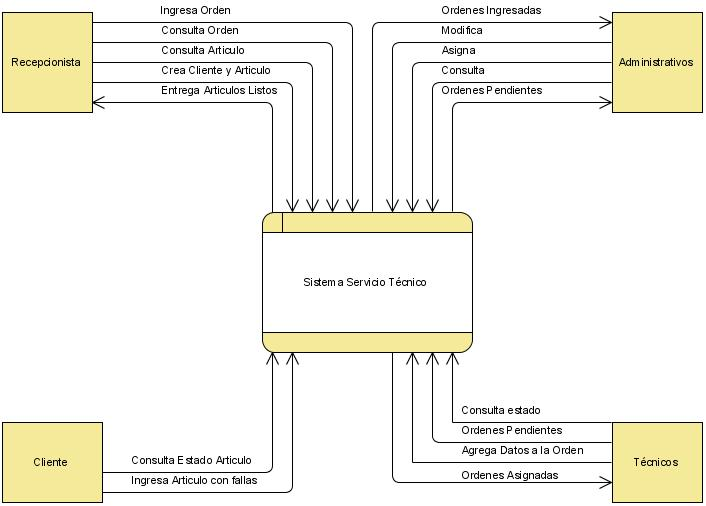 Ingresa Orden
Consulta Orden
Consulta Articulo
Crea Cliente y Articulo
Entrega Articulos Listos
Recepcionista
Ordenes Ingresadas
Modifica
Asigna
Consulta
Ordenes Pendientes
Administrativos
Sistema Servicio Técnico
Cliente
Consulta Estado Articulo
Ingresa Articulo con fallas
Consulta estado
Ordenes Pendientes
Agrega Datos a la Orden
Ordenes Asignadas
Técnicos